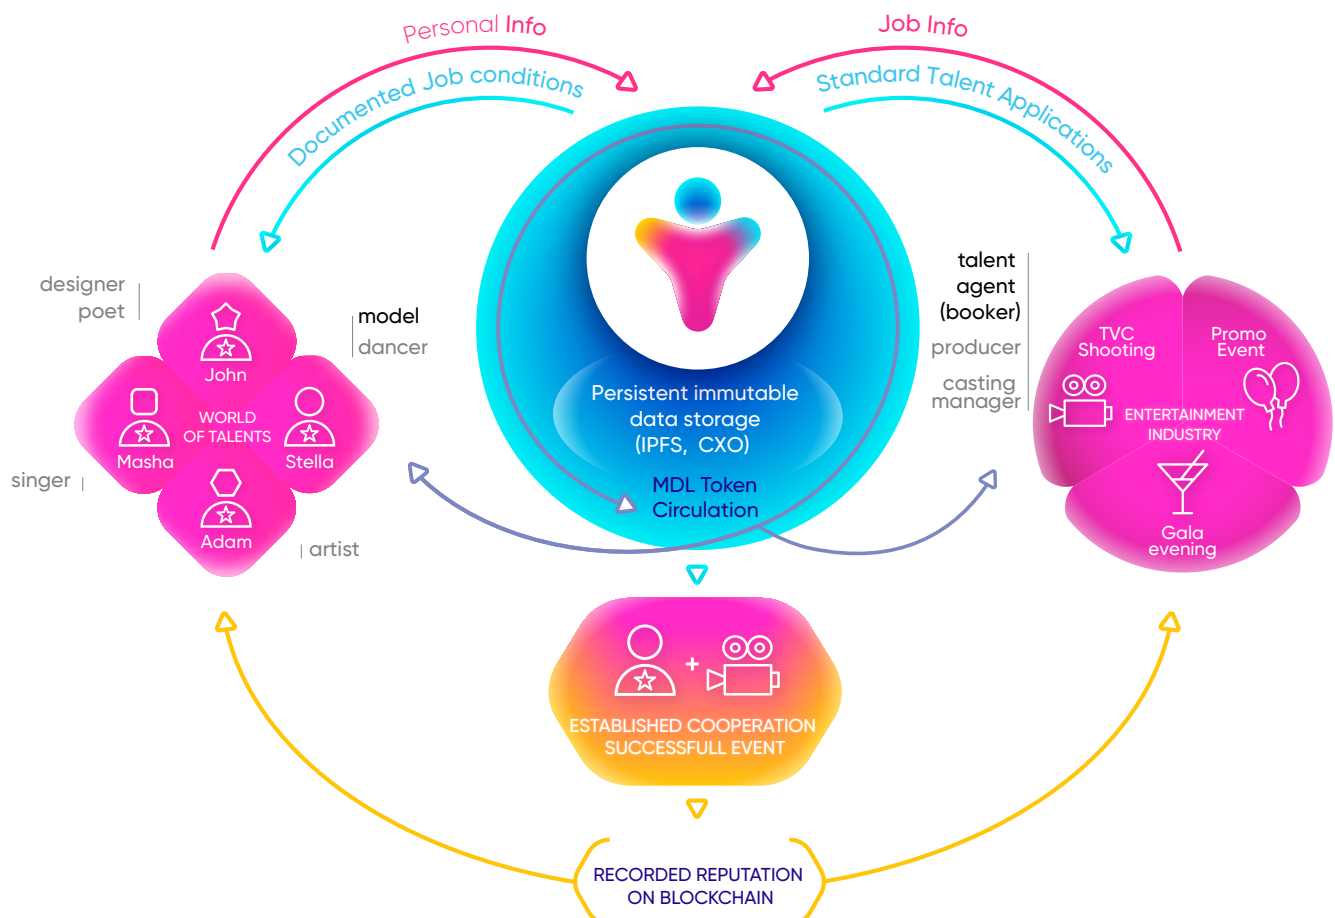 Personal Info
Job Info
Documented Job conditions
Standard Talent Applications
designer
poet
model
dancer
singer
artist
John
Masha
WORLD
OF TALENTS
Stella
Adam
Persistent immutable
data storage
(IPFS, CXO)
MDL Token
Circulation
talent
agent
(booker)
producer
casting
manager
TVC
Shooting
Promo
Event
ENTERTAINMENT
INDUSTRY
Gala
evening
+
ESTABLISHED COOPERATION
SUCCESSFULL EVENT
RECORDED REPUTATION
ON BLOCKCHAIN